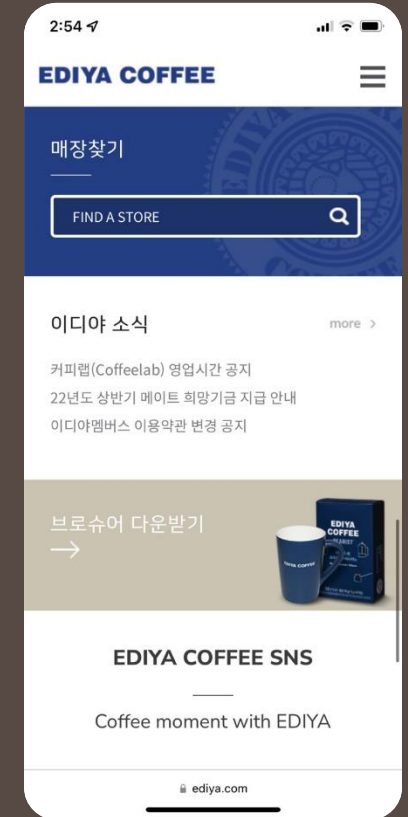 2:54
EDIYA COFFEE
매장찾기
FIND A STORE
이디야 소식
more >
커피랩(Coffeelab) 영업시간 공지
22년도 상반기 메이트 희망기금 지급 안내
이디야멤버스 이용약관 변경 공지
브로슈어 다운받기
→
EDIYA
COFFEE
EDIYA COFFEE
EDIYA COFFEE SNS
Coffee moment with EDIYA
ediya.com